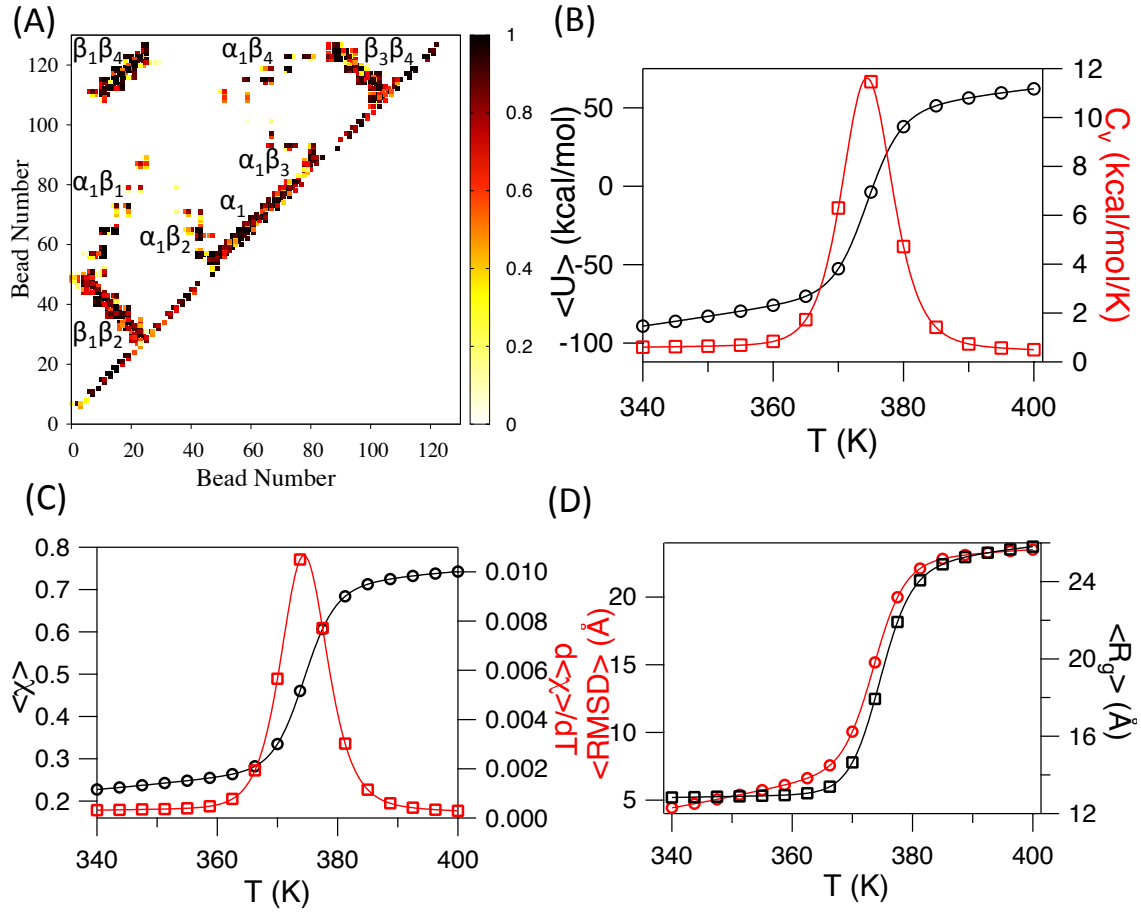 (A)
β₁β₄
α₁β₄
β₃β₄
α₁β₃
α₁β₁
α₁
α₁β₂
β₁β₂
0
20
40
60
80
100
120
Bead Number
0 20 40 60 80 100 120
Bead Number
1
0.8
0.6
0.4
0.2
0
(B)
<U> (kcal/mol)
50
0
-50
-100
12
10
8
6
4
2
0
C_v (kcal/mol/K)
340 360 380 400
T (K)
(C)
<χ>
0.8
0.7
0.6
0.5
0.4
0.3
0.2
0.010
0.008
0.006
0.004
0.002
0.000
d<χ>/dT
340 360 380 400
T (K)
(D)
<RMSD> (Å)
20
15
10
5
24
20
16
12
<R_g> (Å)
340 360 380 400
T (K)